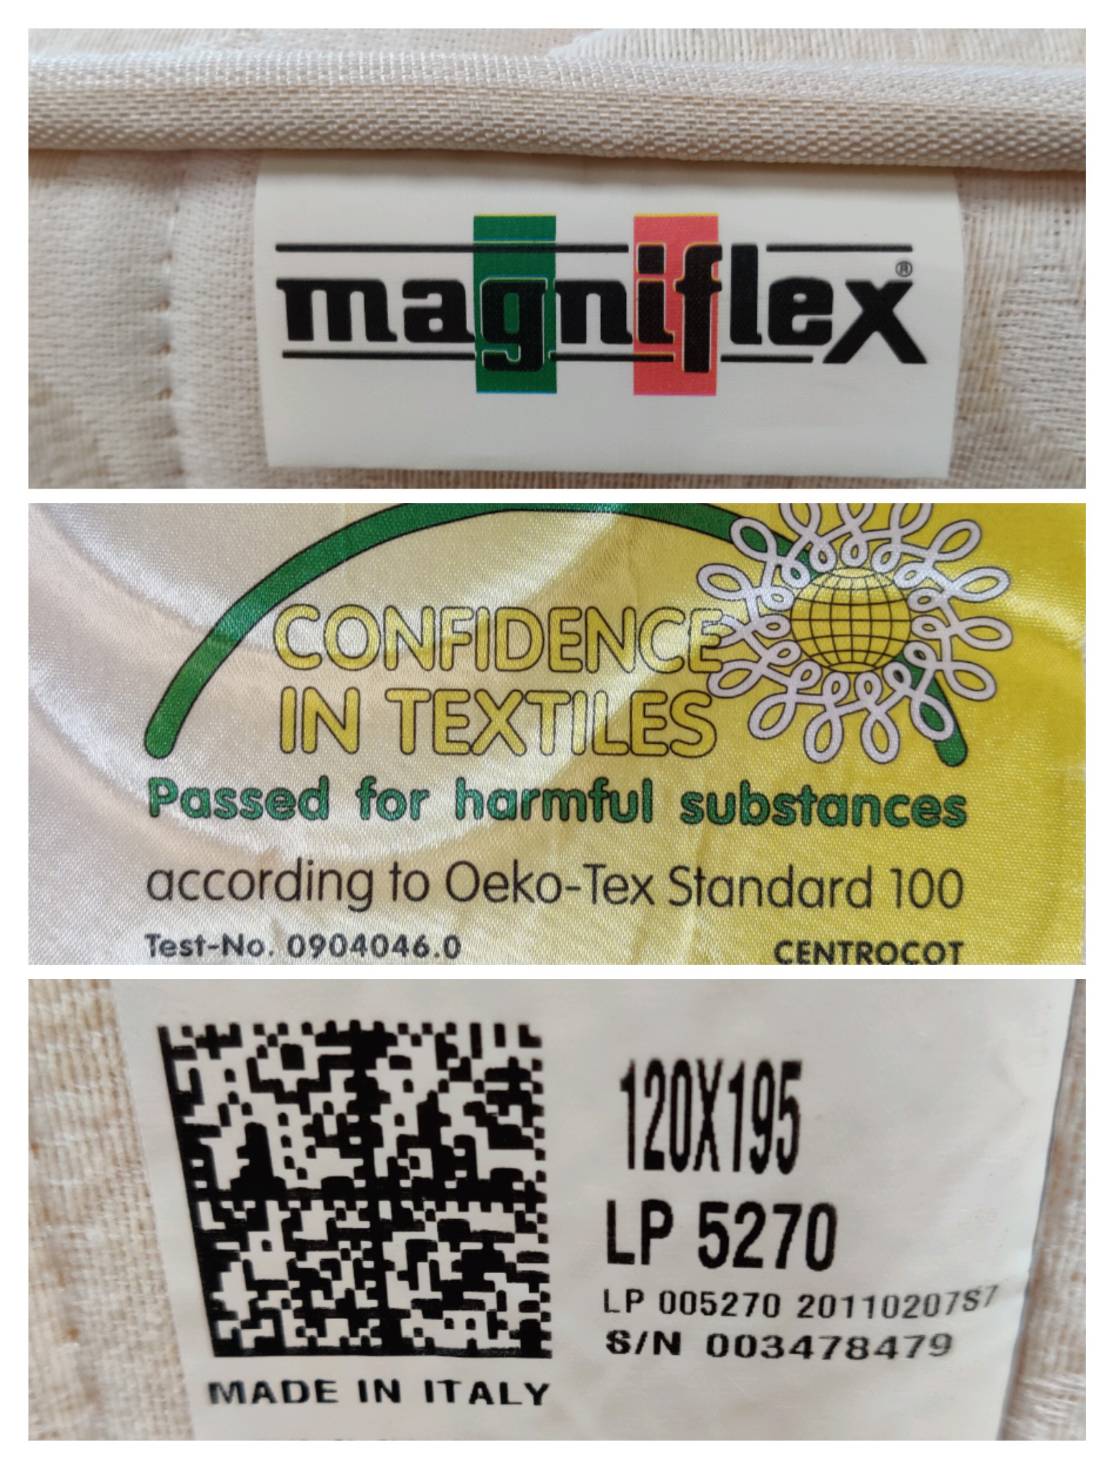 magniflex®
CONFIDENCE
IN TEXTILES
Passed for harmful substances
according to Oeko-Tex Standard 100
Test-No. 0904046.0 CENTROCOT
120X195
LP 5270
LP 005270 20110207S7
S/N 003478479
MADE IN ITALY